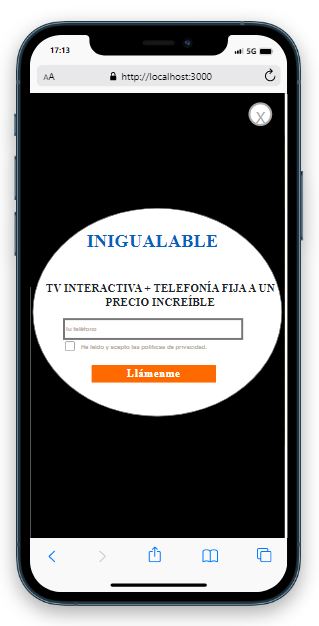 17:13
5G
AA
http://localhost:3000
X
INIGUALABLE
TV INTERACTIVA + TELEFONÍA FIJA A UN
PRECIO INCREÍBLE
tu teléfono
He leído y acepto las políticas de privacidad.
Llámenme